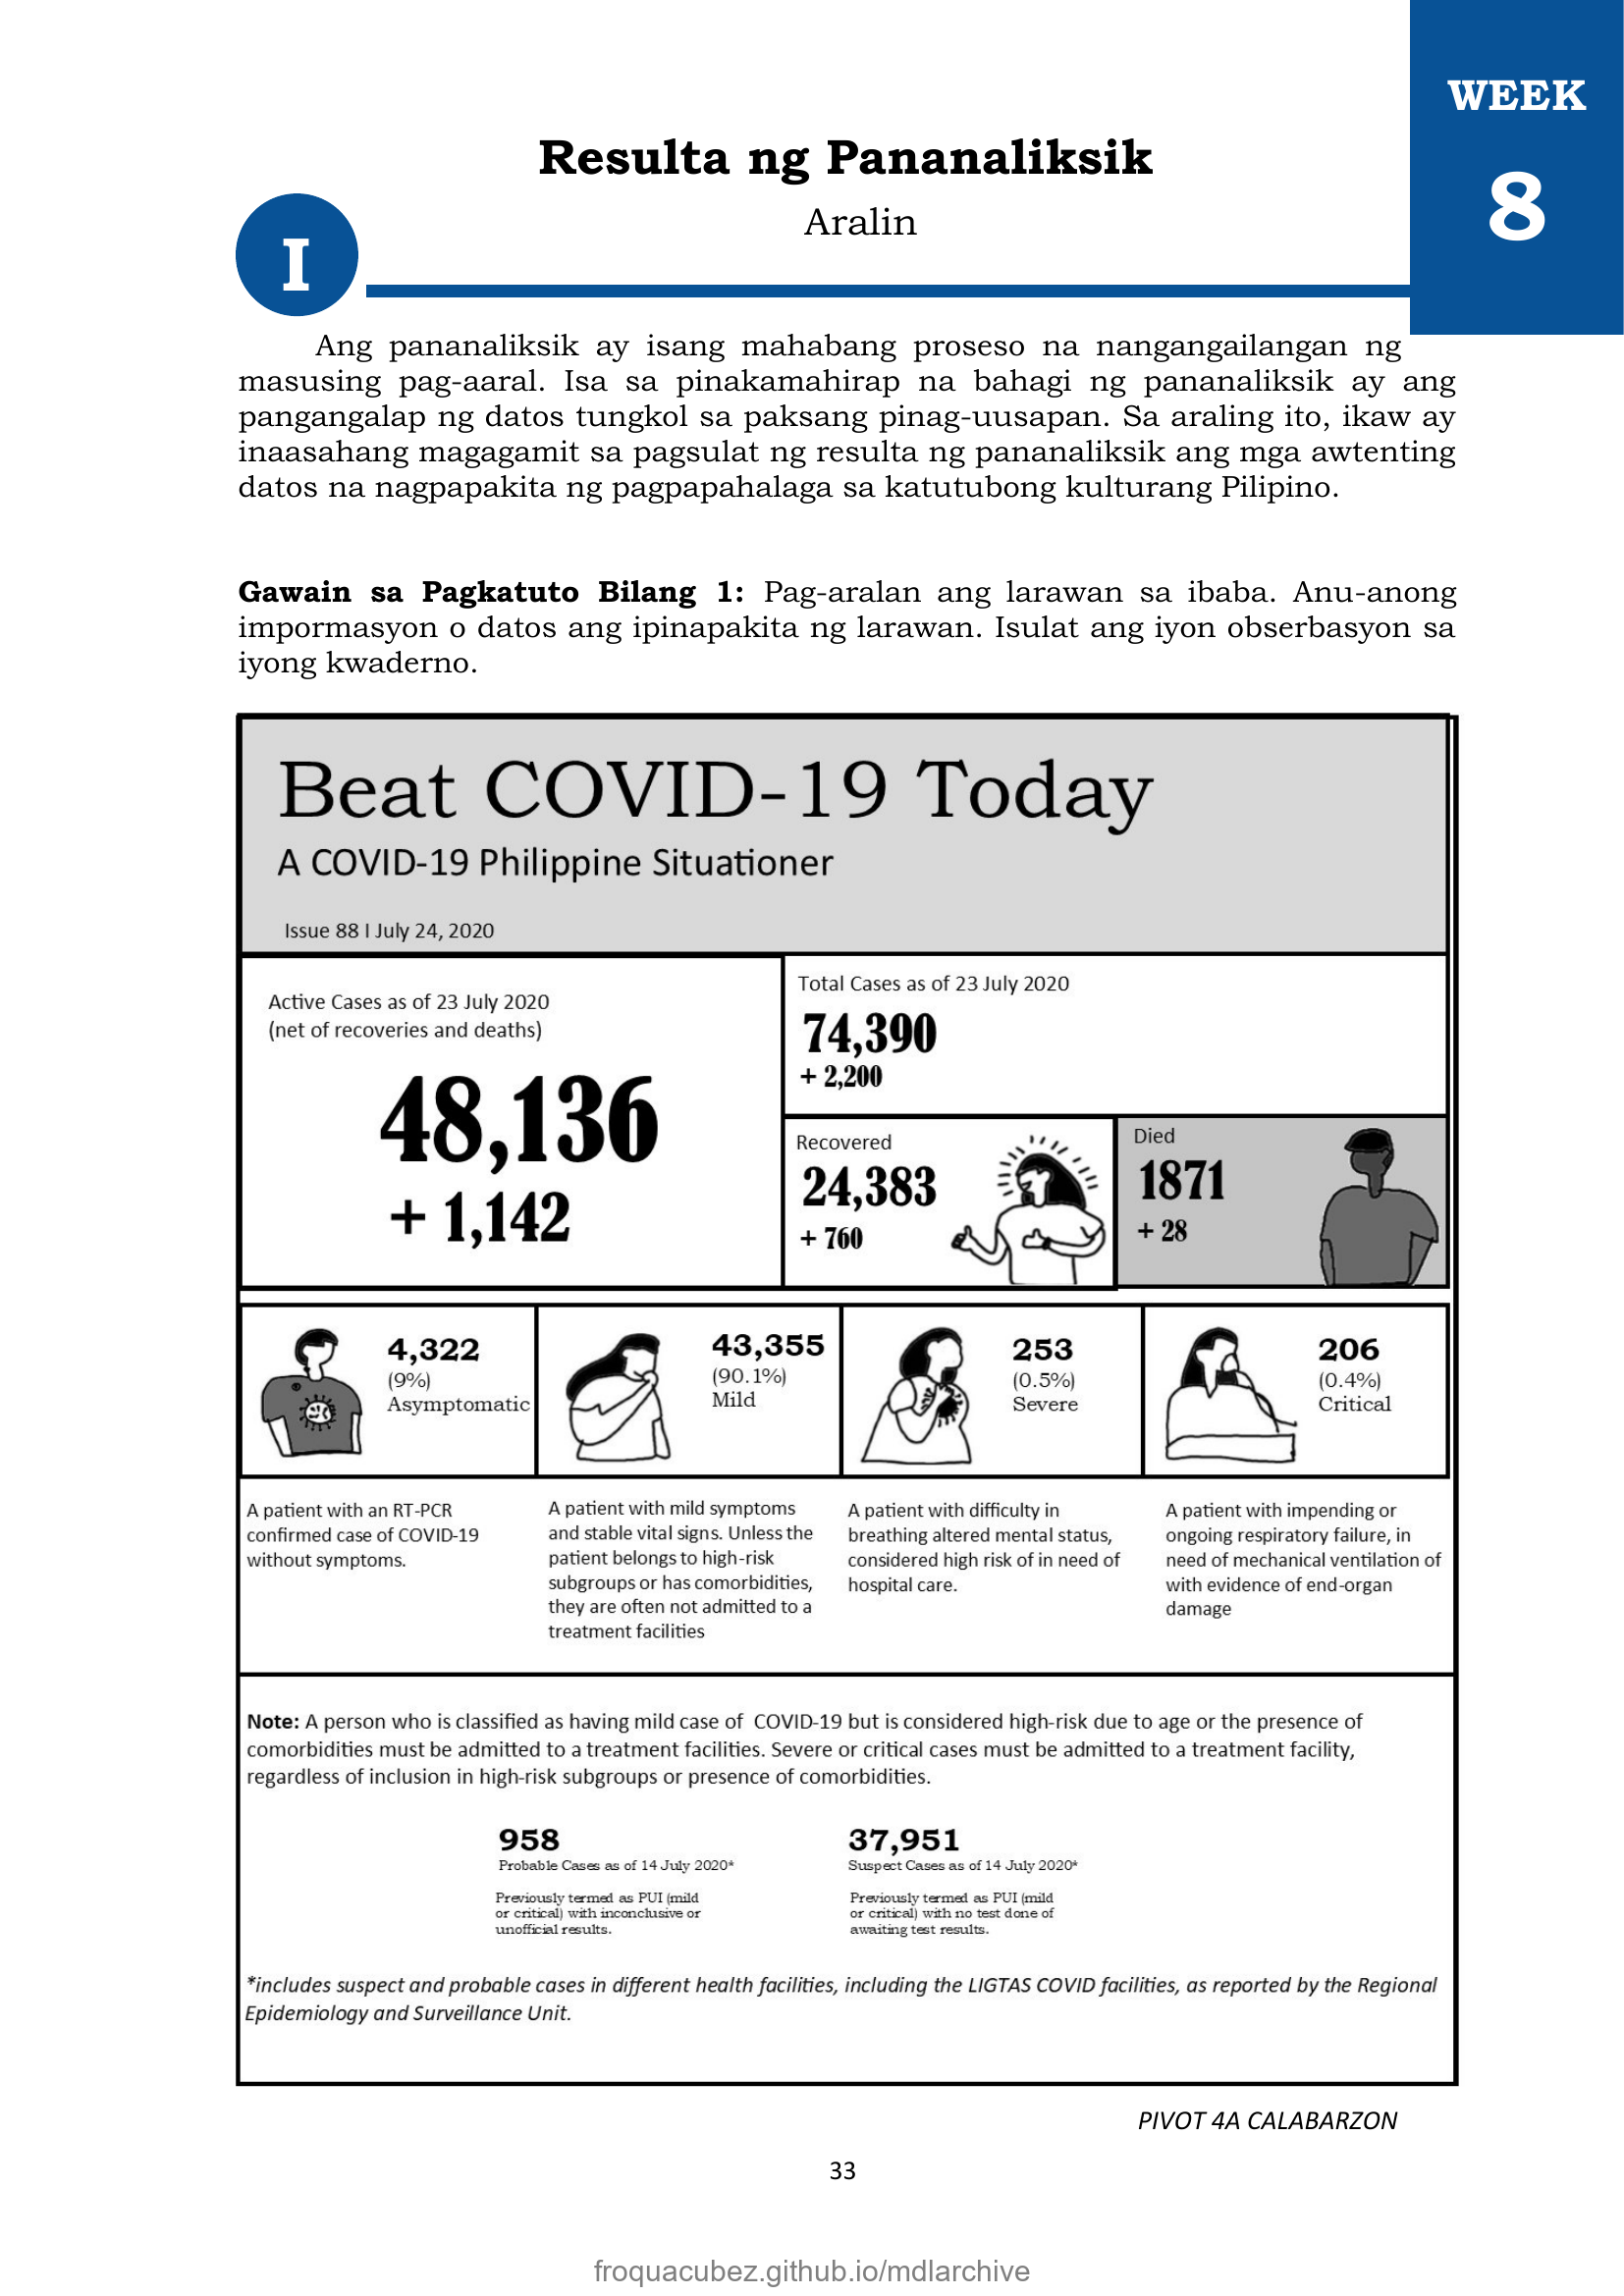 WEEK
8
Resulta ng Pananaliksik
Aralin
I
Ang pananaliksik ay isang mahabang proseso na nangangailangan ng
masusing pag-aaral. Isa sa pinakamahirap na bahagi ng pananaliksik ay ang
pangangalap ng datos tungkol sa paksang pinag-uusapan. Sa araling ito, ikaw ay
inaasahang magagamit sa pagsulat ng resulta ng pananaliksik ang mga awtenting
datos na nagpapakita ng pagpapahalaga sa katutubong kulturang Pilipino.
Gawain sa Pagkatuto Bilang 1: Pag-aralan ang larawan sa ibaba. Anu-anong
impormasyon o datos ang ipinapakita ng larawan. Isulat ang iyon obserbasyon sa
iyong kwaderno.
Beat COVID-19 Today
A COVID-19 Philippine Situationer
Issue 88 I July 24, 2020
Active Cases as of 23 July 2020
(net of recoveries and deaths)
48,136
+ 1,142
Total Cases as of 23 July 2020
74,390
+ 2,200
Recovered
24,383
+ 760
Died
1871
+ 28
4,322
(9%)
Asymptomatic
43,355
(90.1%)
Mild
253
(0.5%)
Severe
206
(0.4%)
Critical
A patient with an RT-PCR
confirmed case of COVID-19
without symptoms.
A patient with mild symptoms
and stable vital signs. Unless the
patient belongs to high-risk
subgroups or has comorbidities,
they are often not admitted to a
treatment facilities
A patient with difficulty in
breathing altered mental status,
considered high risk of in need of
hospital care.
A patient with impending or
ongoing respiratory failure, in
need of mechanical ventilation of
with evidence of end-organ
damage
Note: A person who is classified as having mild case of COVID-19 but is considered high-risk due to age or the presence of
comorbidities must be admitted to a treatment facilities. Severe or critical cases must be admitted to a treatment facility,
regardless of inclusion in high-risk subgroups or presence of comorbidities.
958
Probable Cases as of 14 July 2020*
Previously termed as PUI (mild
or critical) with inconclusive or
unofficial results.
37,951
Suspect Cases as of 14 July 2020*
Previously termed as PUI (mild
or critical) with no test done of
awaiting test results.
*includes suspect and probable cases in different health facilities, including the LIGTAS COVID facilities, as reported by the Regional
Epidemiology and Surveillance Unit.
PIVOT 4A CALABARZON
33
froquacubez.github.io/mdlarchive